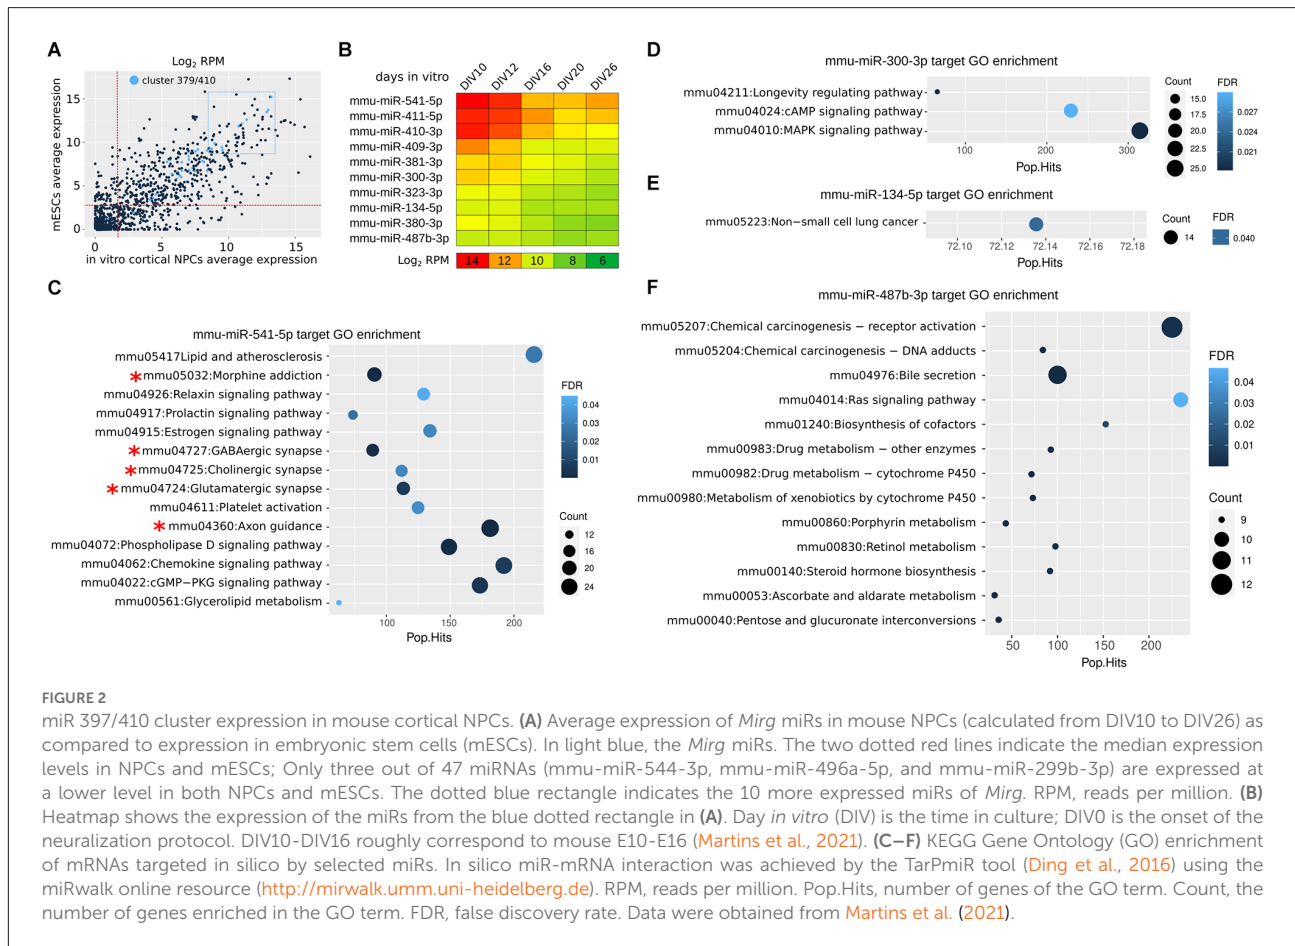 A
Log2 RPM
cluster 379/410
mESCs average expression
15
10
5
0
0
5
10
15
in vitro cortical NPCs average expression
B
days in vitro
DIV10
DIV12
DIV16
DIV20
DIV26
mmu-miR-541-5p
mmu-miR-411-5p
mmu-miR-410-3p
mmu-miR-409-3p
mmu-miR-381-3p
mmu-miR-300-3p
mmu-miR-323-3p
mmu-miR-134-5p
mmu-miR-380-3p
mmu-miR-487b-3p
Log2 RPM 14 12 10 8 6
C
mmu-miR-541-5p target GO enrichment
mmu05417Lipid and atherosclerosis
* mmu05032:Morphine addiction
mmu04926:Relaxin signaling pathway
mmu04917:Prolactin signaling pathway
mmu04915:Estrogen signaling pathway
* mmu04727:GABAergic synapse
* mmu04725:Cholinergic synapse
* mmu04724:Glutamatergic synapse
mmu04611:Platelet activation
* mmu04360:Axon guidance
mmu04072:Phospholipase D signaling pathway
mmu04062:Chemokine signaling pathway
mmu04022:cGMP−PKG signaling pathway
mmu00561:Glycerolipid metabolism
100 150 200
Pop.Hits
FDR
0.04
0.03
0.02
0.01
Count
12
16
20
24
D
mmu-miR-300-3p target GO enrichment
mmu04211:Longevity regulating pathway
mmu04024:cAMP signaling pathway
mmu04010:MAPK signaling pathway
100 200 300
Pop.Hits
Count
15.0
17.5
20.0
22.5
25.0
FDR
0.027
0.024
0.021
E
mmu-miR-134-5p target GO enrichment
mmu05223:Non−small cell lung cancer
72.10 72.12 72.14 72.16 72.18
Pop.Hits
Count
14
FDR
0.040
F
mmu-miR-487b-3p target GO enrichment
mmu05207:Chemical carcinogenesis − receptor activation
mmu05204:Chemical carcinogenesis − DNA adducts
mmu04976:Bile secretion
mmu04014:Ras signaling pathway
mmu01240:Biosynthesis of cofactors
mmu00983:Drug metabolism − other enzymes
mmu00982:Drug metabolism − cytochrome P450
mmu00980:Metabolism of xenobiotics by cytochrome P450
mmu00860:Porphyrin metabolism
mmu00830:Retinol metabolism
mmu00140:Steroid hormone biosynthesis
mmu00053:Ascorbate and aldarate metabolism
mmu00040:Pentose and glucuronate interconversions
50 100 150 200
Pop.Hits
FDR
0.04
0.03
0.02
0.01
Count
9
10
11
12
FIGURE 2
miR 397/410 cluster expression in mouse cortical NPCs. (A) Average expression of Mirg miRs in mouse NPCs (calculated from DIV10 to DIV26) as
compared to expression in embryonic stem cells (mESCs). In light blue, the Mirg miRs. The two dotted red lines indicate the median expression
levels in NPCs and mESCs; Only three out of 47 miRNAs (mmu-miR-544-3p, mmu-miR-496a-5p, and mmu-miR-299b-3p) are expressed at
a lower level in both NPCs and mESCs. The dotted blue rectangle indicates the 10 more expressed miRs of Mirg. RPM, reads per million. (B)
Heatmap shows the expression of the miRs from the blue dotted rectangle in (A). Day in vitro (DIV) is the time in culture; DIV0 is the onset of the
neuralization protocol. DIV10-DIV16 roughly correspond to mouse E10-E16 (Martins et al., 2021). (C–F) KEGG Gene Ontology (GO) enrichment
of mRNAs targeted in silico by selected miRs. In silico miR-mRNA interaction was achieved by the TarPmiR tool (Ding et al., 2016) using the
miRwalk online resource (http://mirwalk.umm.uni-heidelberg.de). RPM, reads per million. Pop.Hits, number of genes of the GO term. Count, the
number of genes enriched in the GO term. FDR, false discovery rate. Data were obtained from Martins et al. (2021).